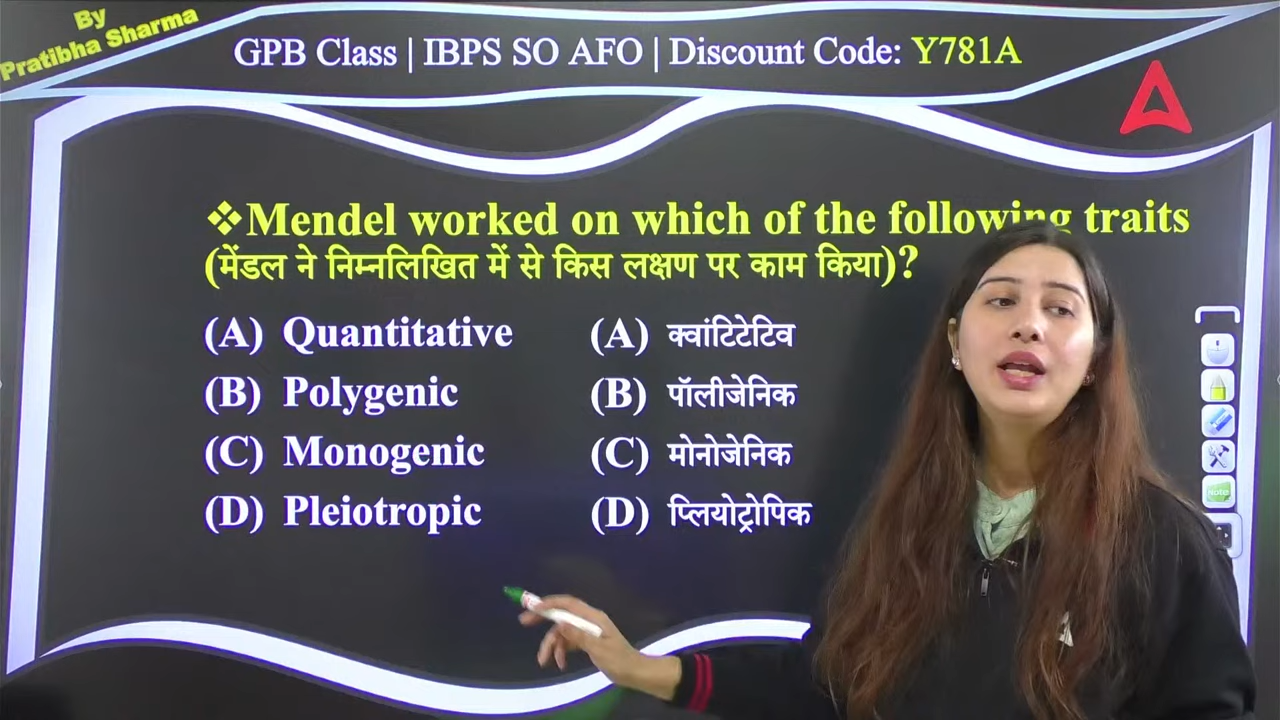 By
Pratibha Sharma
GPB Class | IBPS SO AFO | Discount Code: Y781A
❖Mendel worked on which of the following traits
(मेंडल ने निम्नलिखित में से किस लक्षण पर काम किया)?
(A) Quantitative (A) क्वांटिटेटिव
(B) Polygenic (B) पॉलीजेनिक
(C) Monogenic (C) मोनोजेनिक
(D) Pleiotropic (D) प्लियोट्रोपिक
note